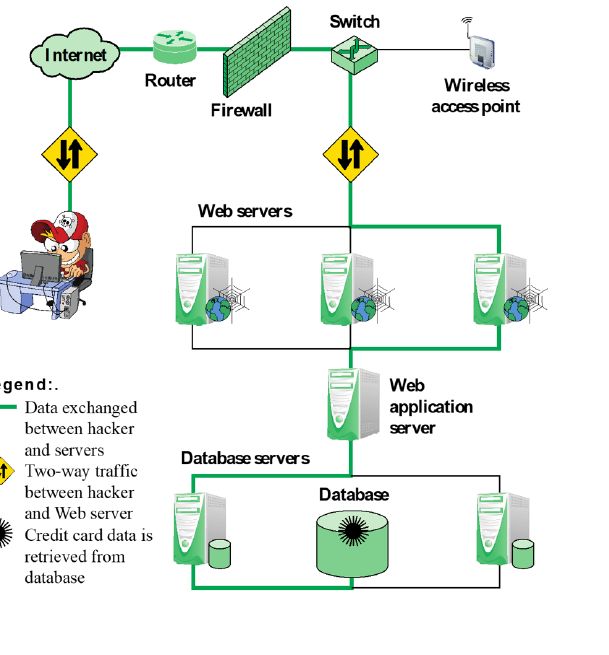 Internet
Router
Firewall
Switch
Wireless
access point
Web servers
Web
application
server
Database servers
Database
egend:.
Data exchanged
between hacker
and servers
Two-way traffic
between hacker
and Web server
Credit card data is
retrieved from
database